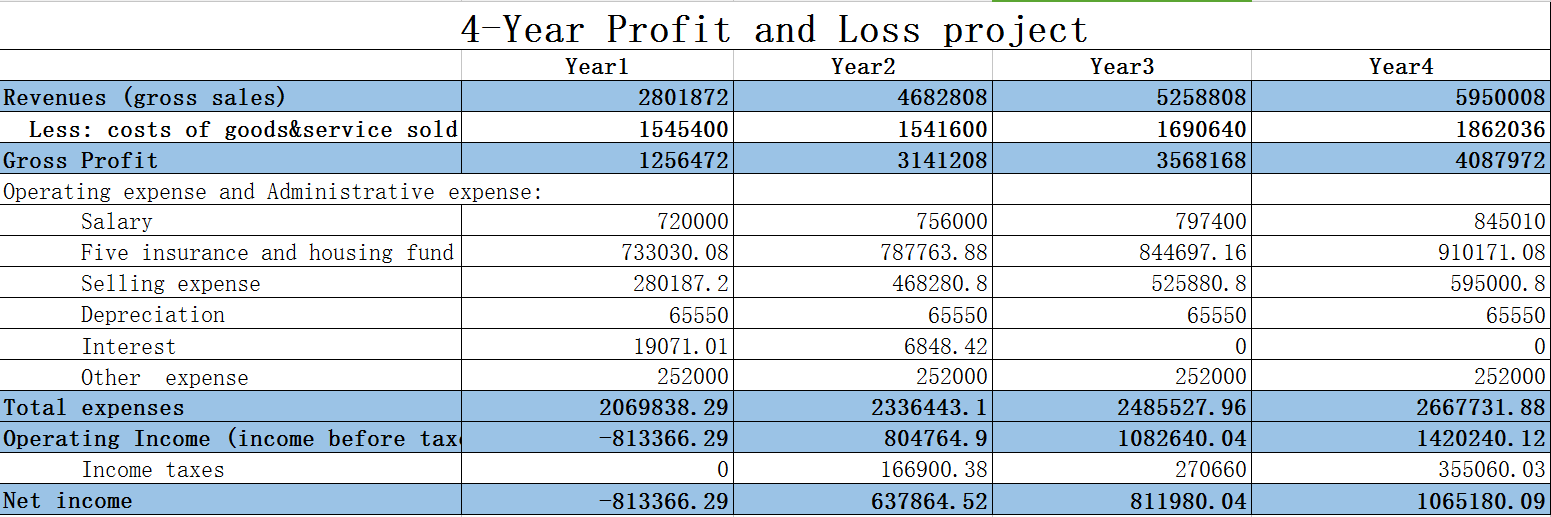 4-Year Profit and Loss project
Year1 Year2 Year3 Year4
Revenues (gross sales) 2801872 4682808 5258808 5950008
Less: costs of goods&service sold 1545400 1541600 1690640 1862036
Gross Profit 1256472 3141208 3568168 4087972
Operating expense and Administrative expense:
Salary 720000 756000 797400 845010
Five insurance and housing fund 733030.08 787763.88 844697.16 910171.08
Selling expense 280187.2 468280.8 525880.8 595000.8
Depreciation 65550 65550 65550 65550
Interest 19071.01 6848.42 0 0
Other expense 252000 252000 252000 252000
Total expenses 2069838.29 2336443.1 2485527.96 2667731.88
Operating Income (income before tax -813366.29 804764.9 1082640.04 1420240.12
Income taxes 0 166900.38 270660 355060.03
Net income -813366.29 637864.52 811980.04 1065180.09